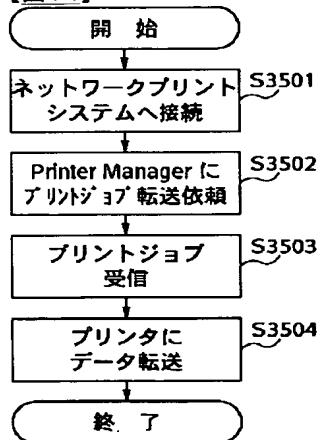 開 始
ネットワークプリント
システムへ接続
S3501
Printer Manager に
プリントジョブ転送依頼
S3502
プリントジョブ
受信
S3503
プリンタに
データ転送
S3504
終 了